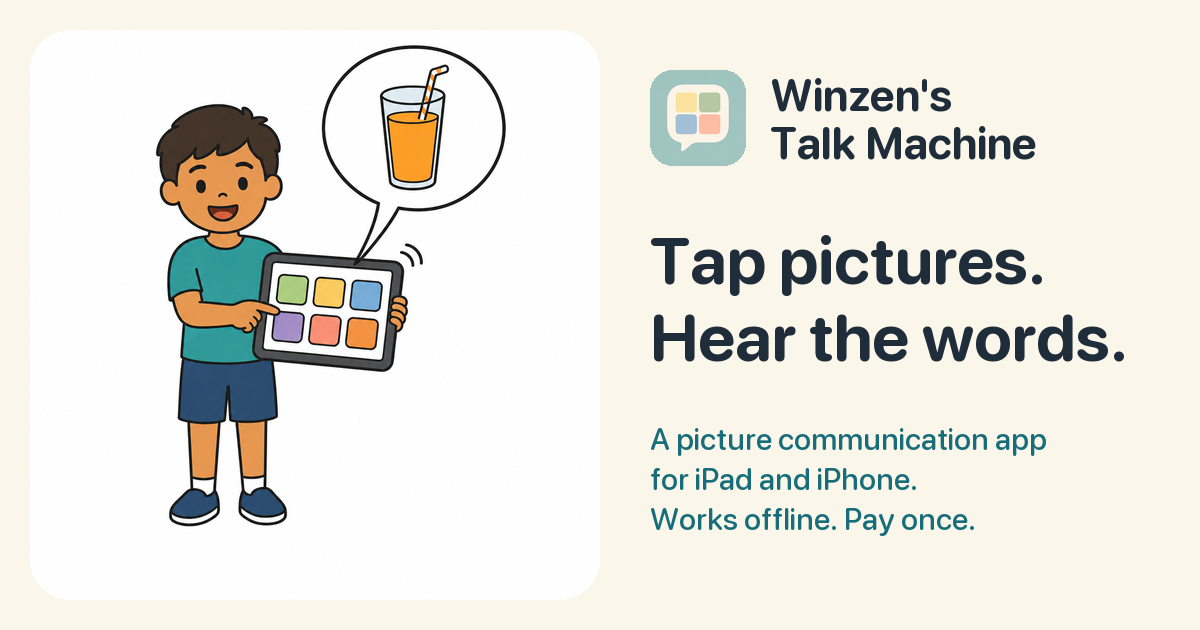 Winzen's
Talk Machine
Tap pictures.
Hear the words.
A picture communication app
for iPad and iPhone.
Works offline. Pay once.